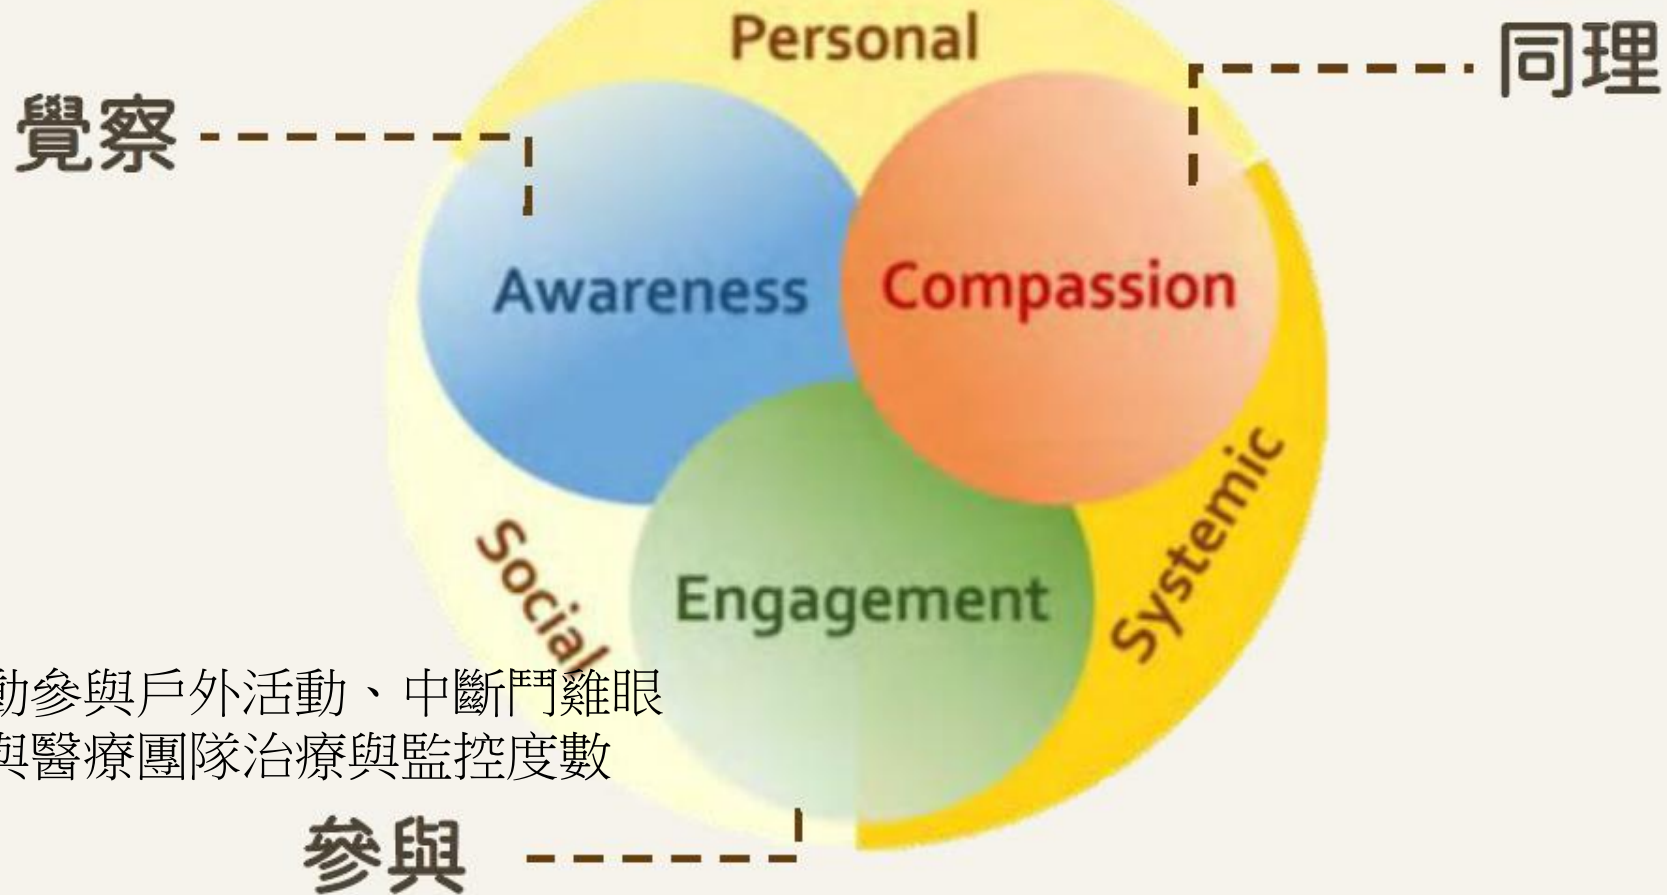 Personal
同理
覺察
Awareness
Compassion
Social
Systemic
Engagement
動參與戶外活動、中斷鬥雞眼
與醫療團隊治療與監控度數
參與